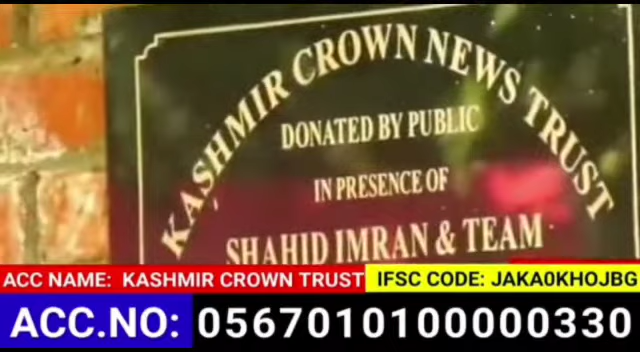 KASHMIR CROWN NEWS TRUST
DONATED BY PUBLIC
IN PRESENCE OF
SHAHID IMRAN & TEAM
ACC NAME: KASHMIR CROWN TRUST IFSC CODE: JAKA0KHOJBG
ACC.NO: 0567010100000330